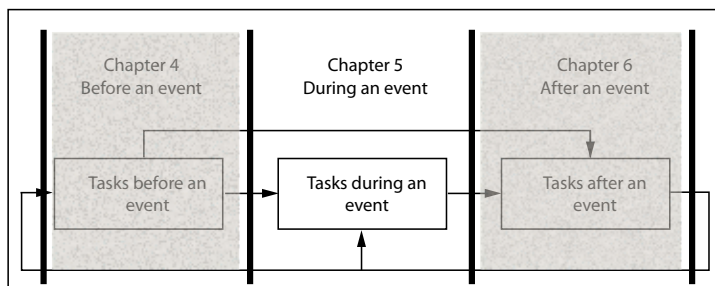 Chapter 4
Before an event
Chapter 5
During an event
Chapter 6
After an event
Tasks before an
event
Tasks during an
event
Tasks after an
event